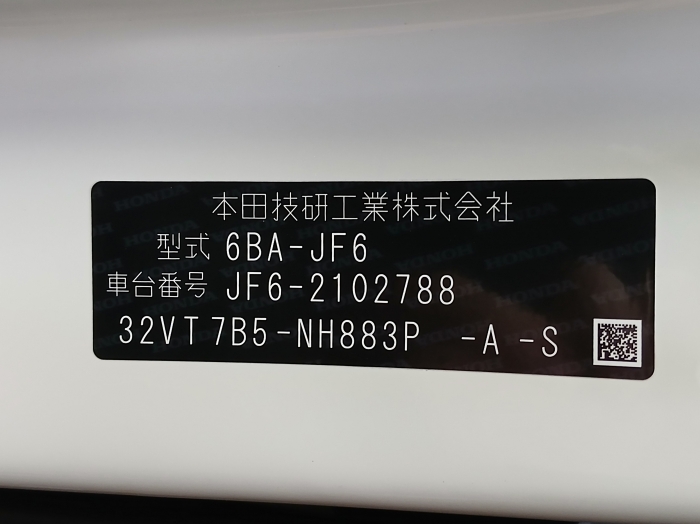 本田技研工業株式会社
型式 6BA-JF6
車台番号 JF6-2102788
32VT7B5-NH883P -A -S